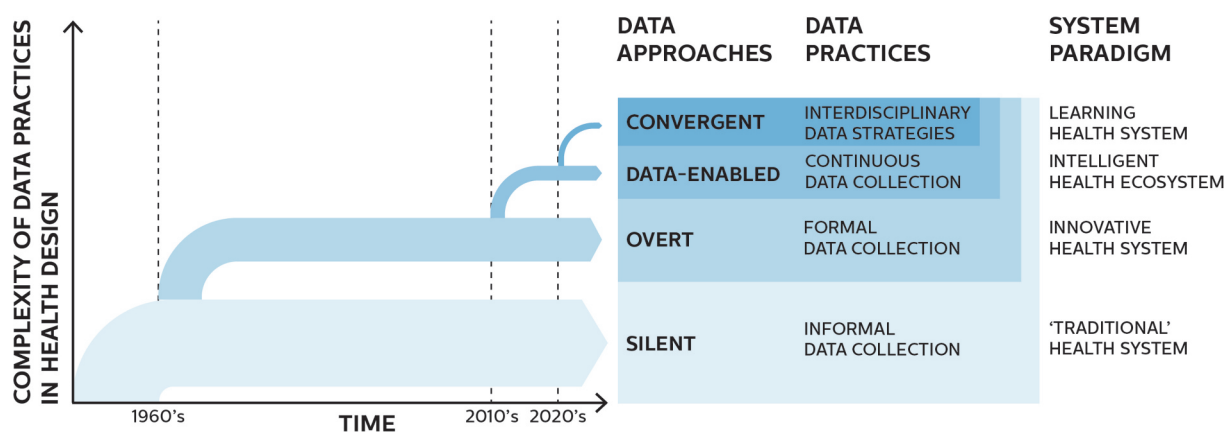 COMPLEXITY OF DATA PRACTICES
IN HEALTH DESIGN
1960's
TIME
2010's
2020's
DATA
APPROACHES
DATA
PRACTICES
SYSTEM
PARADIGM
CONVERGENT
INTERDISCIPLINARY
DATA STRATEGIES
LEARNING
HEALTH SYSTEM
DATA-ENABLED
CONTINUOUS
DATA COLLECTION
INTELLIGENT
HEALTH ECOSYSTEM
OVERT
FORMAL
DATA COLLECTION
INNOVATIVE
HEALTH SYSTEM
SILENT
INFORMAL
DATA COLLECTION
‘TRADITIONAL’
HEALTH SYSTEM